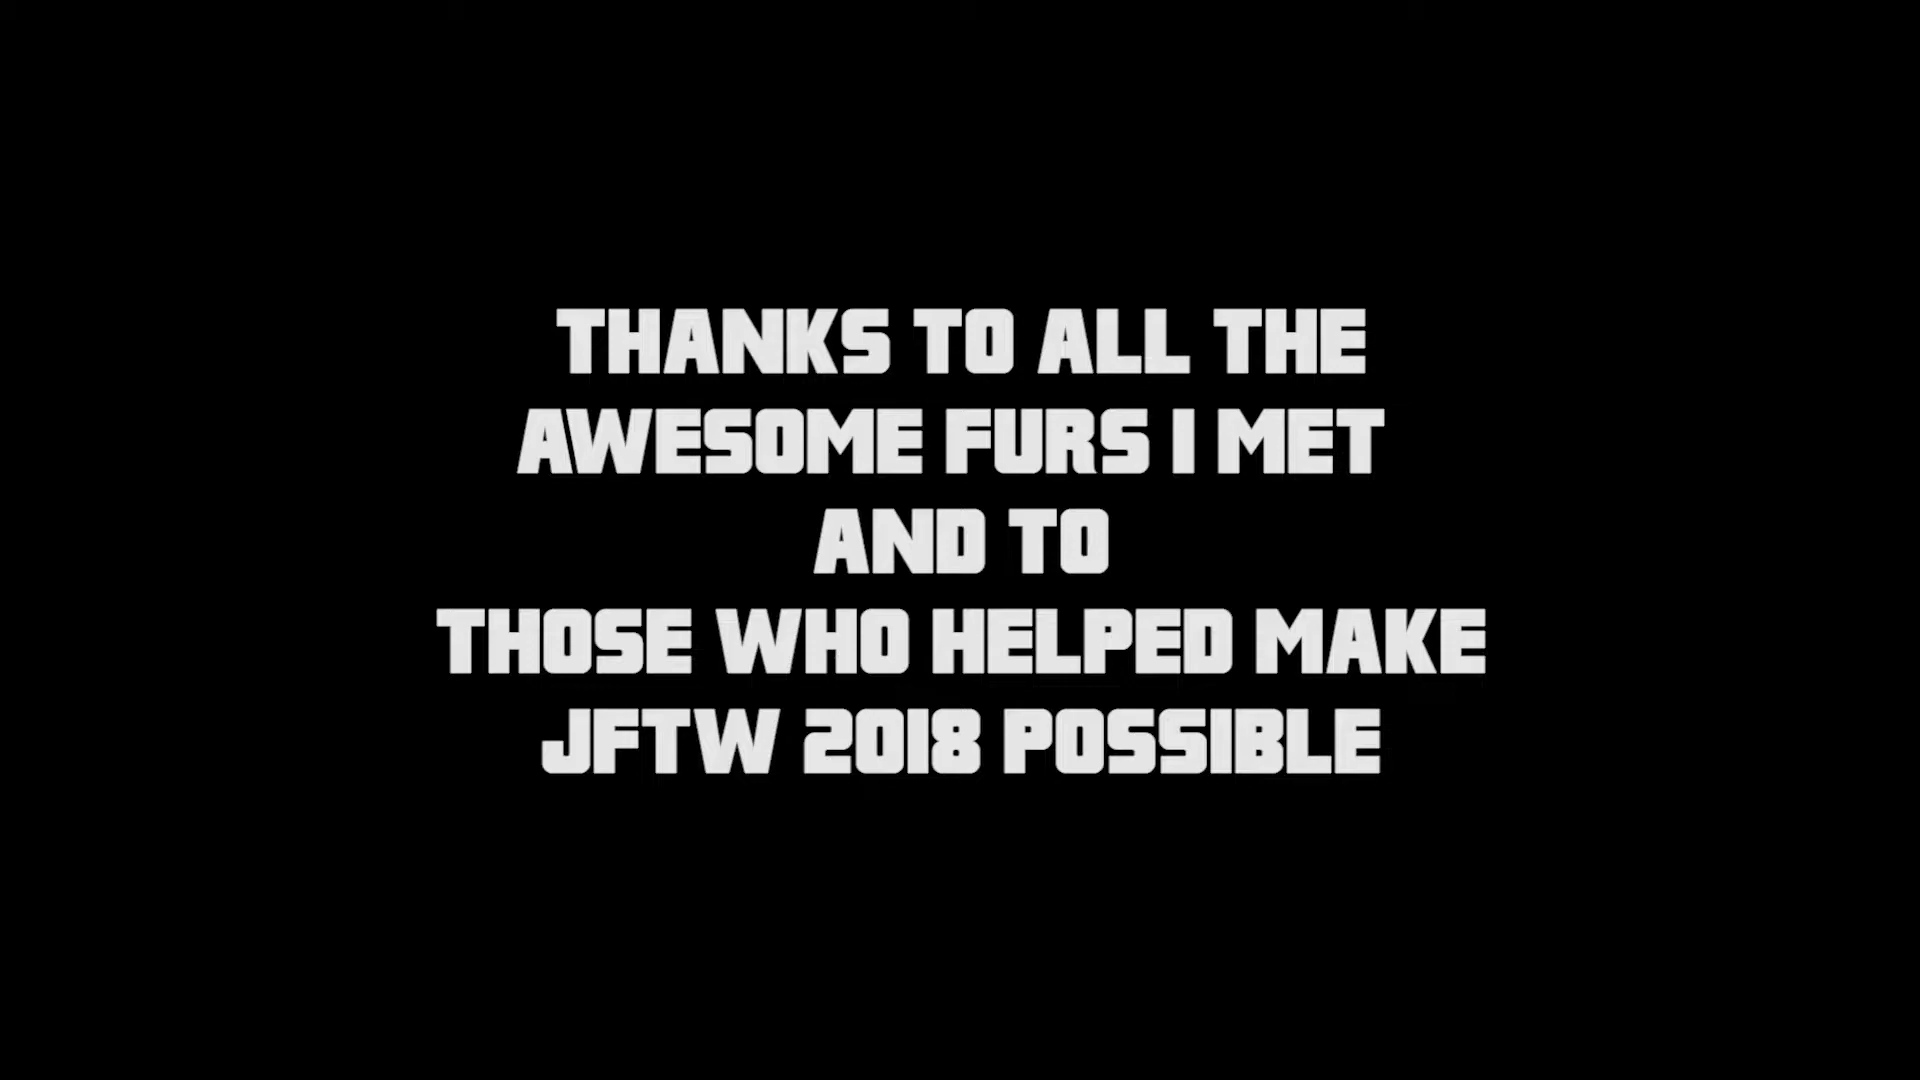 THANKS TO ALL THE
AWESOME FURS I MET
AND TO
THOSE WHO HELPED MAKE
JFTW 2018 POSSIBLE